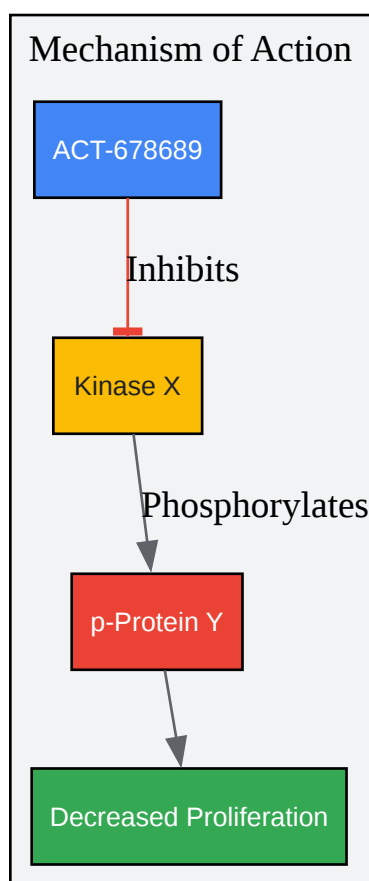 Mechanism of Action
ACT-678689
Inhibits
Kinase X
Phosphorylates
p-Protein Y
Decreased Proliferation